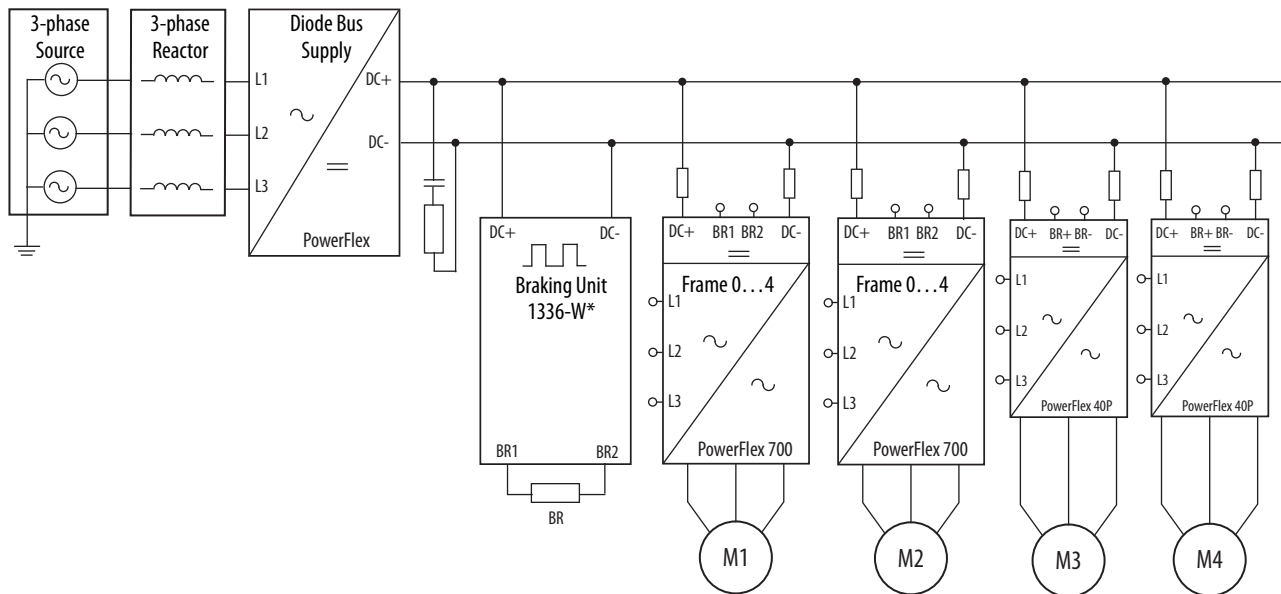 3-phase
Source
3-phase
Reactor
Diode Bus
Supply
L1
L2
L3
DC+
DC-
PowerFlex
DC+
DC-
Braking Unit
1336-W*
BR1
BR2
BR
DC+
BR1
BR2
DC-
Frame 0…4
L1
L2
L3
PowerFlex 700
M1
DC+
BR1
BR2
DC-
Frame 0…4
L1
L2
L3
PowerFlex 700
M2
DC+
BR+
BR-
DC-
L1
L2
L3
PowerFlex 40P
M3
DC+
BR+
BR-
DC-
L1
L2
L3
PowerFlex 40P
M4